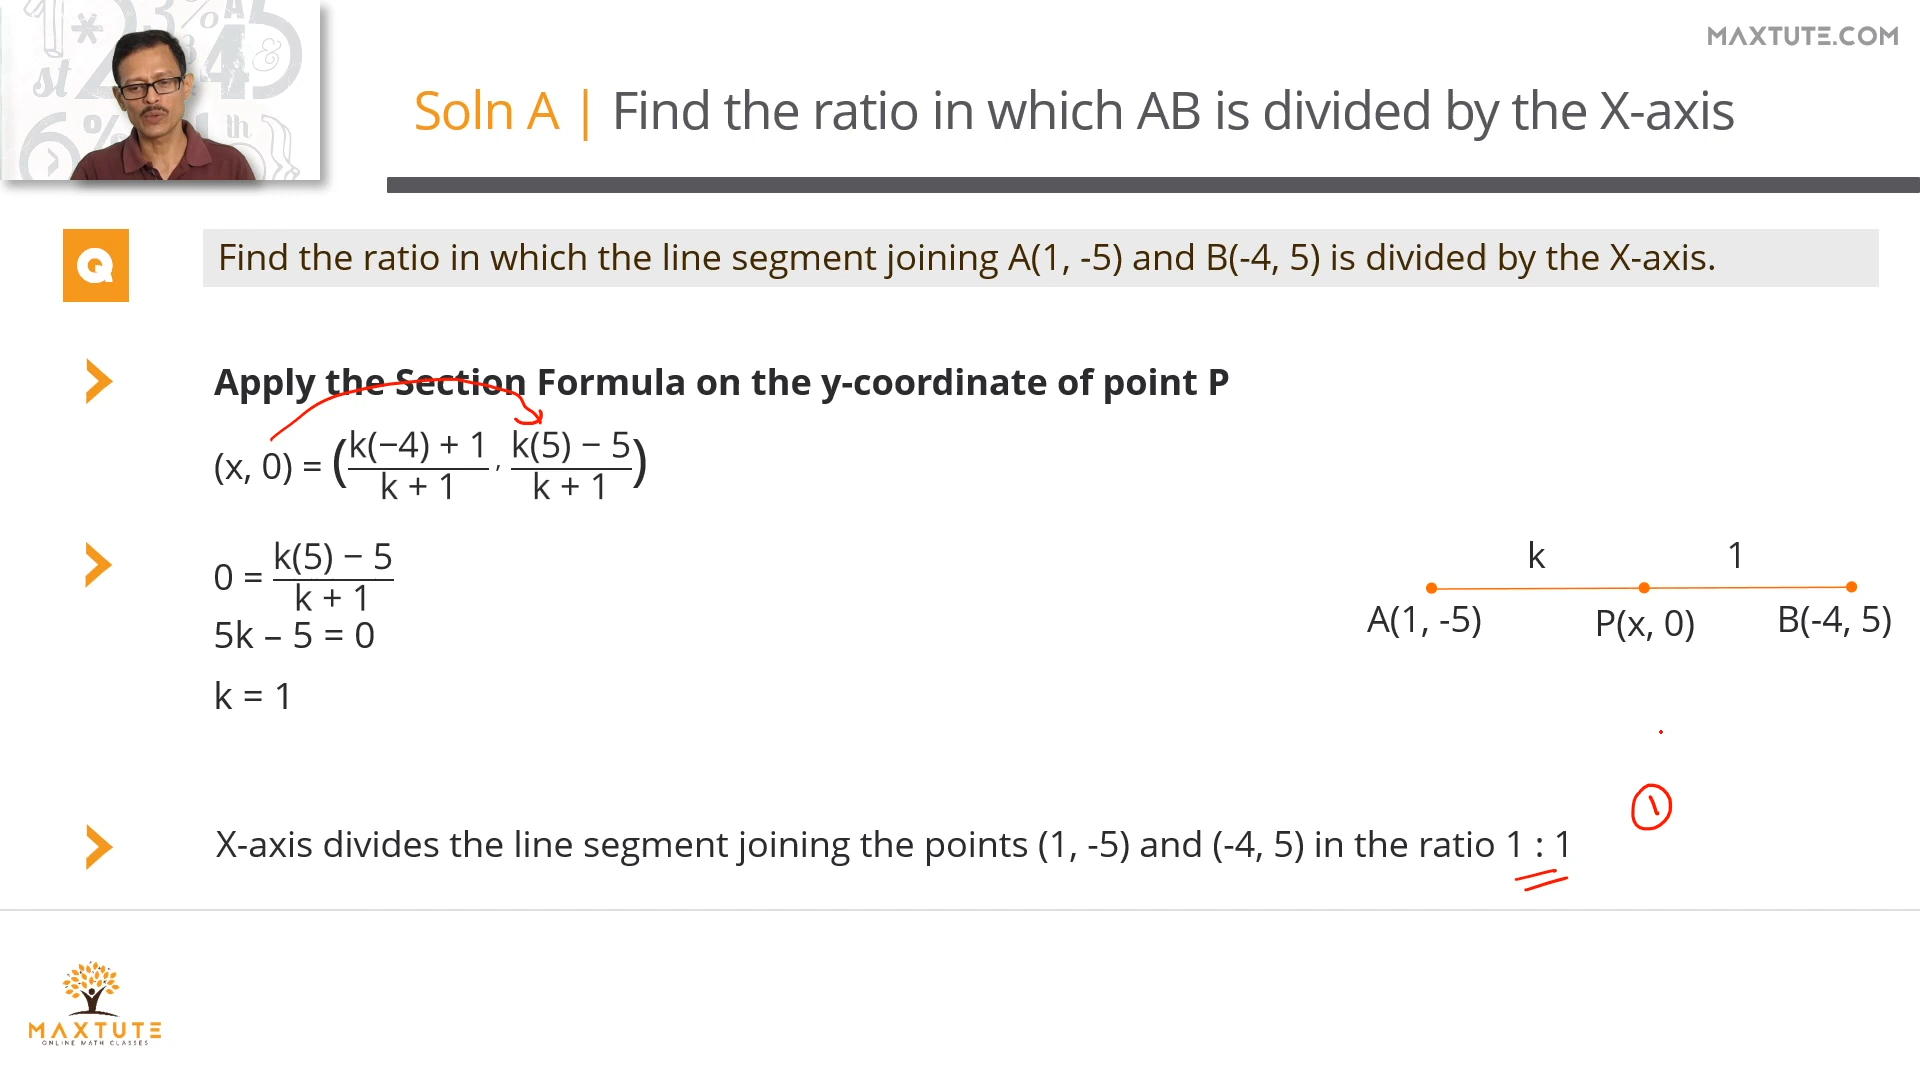 MAXTUTE.COM
Soln A | Find the ratio in which AB is divided by the X-axis
Q
Find the ratio in which the line segment joining A(1, -5) and B(-4, 5) is divided by the X-axis.
Apply the Section Formula on the y-coordinate of point P
(x, 0) = (k(−4) + 1 / k + 1 , k(5) − 5 / k + 1)
0 = k(5) − 5 / k + 1
5k – 5 = 0
k = 1
k 1
A(1, -5) P(x, 0) B(-4, 5)
1
X-axis divides the line segment joining the points (1, -5) and (-4, 5) in the ratio 1 : 1
MAXTUTE
ONLINE MATH CLASSES